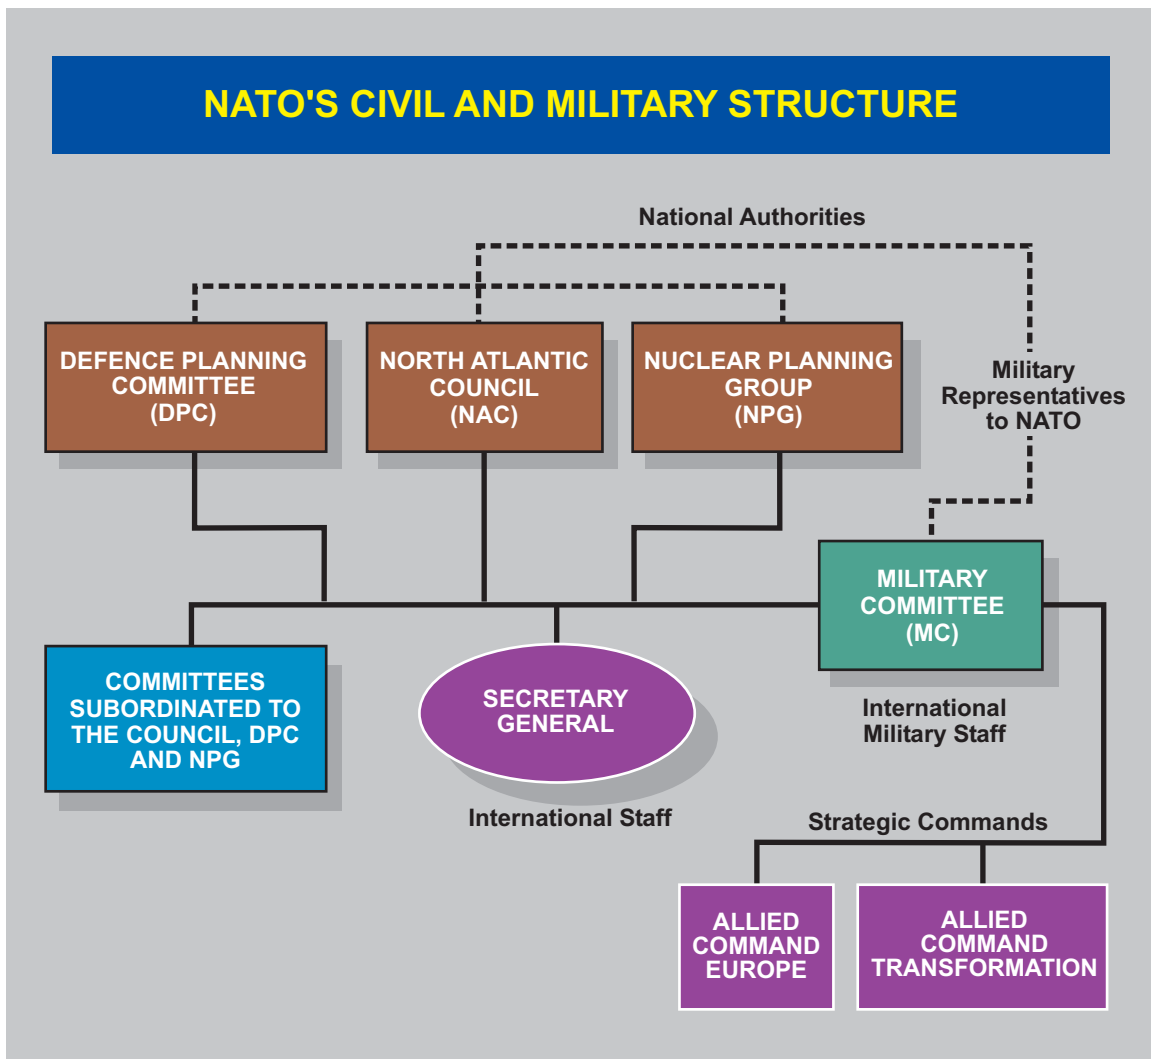 NATO'S CIVIL AND MILITARY STRUCTURE
National Authorities
DEFENCE PLANNING
COMMITTEE
(DPC)
NORTH ATLANTIC
COUNCIL
(NAC)
NUCLEAR PLANNING
GROUP
(NPG)
Military
Representatives
to NATO
MILITARY
COMMITTEE
(MC)
COMMITTEES
SUBORDINATED TO
THE COUNCIL, DPC
AND NPG
SECRETARY
GENERAL
International
Military Staff
International Staff
Strategic Commands
ALLIED
COMMAND
EUROPE
ALLIED
COMMAND
TRANSFORMATION